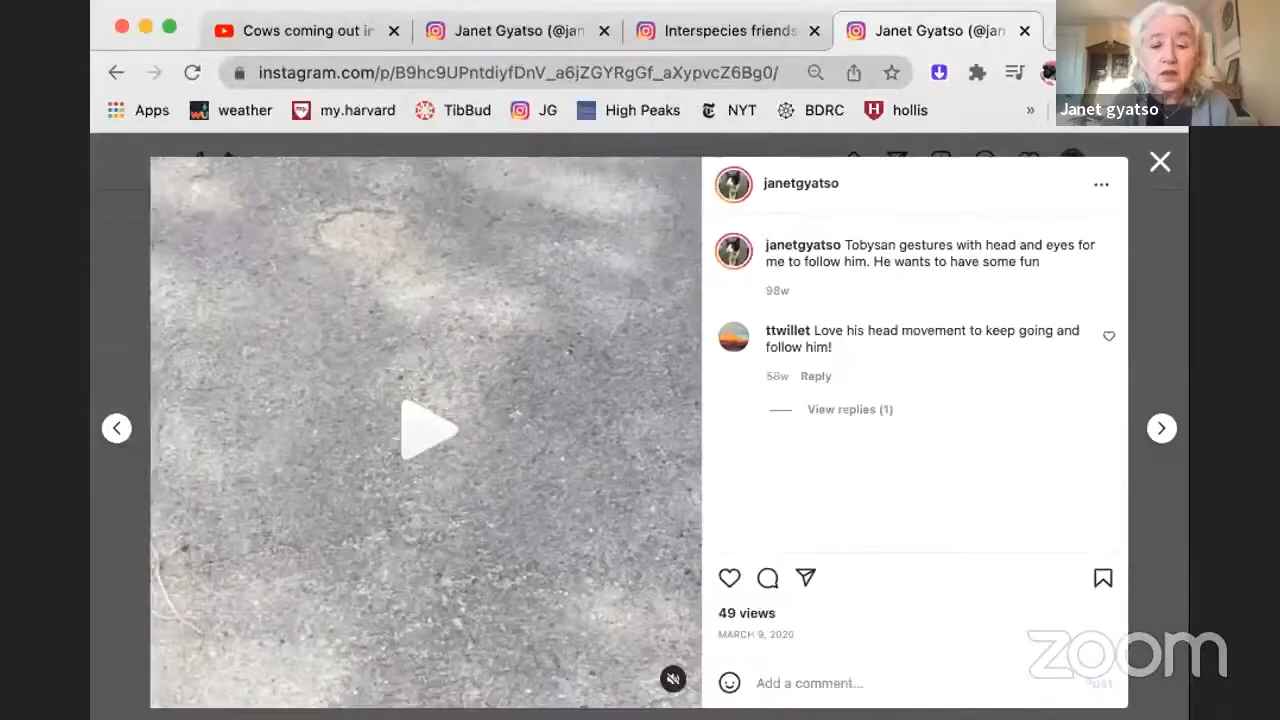 Cows coming out ir
Janet Gyatso (@jan
Interspecies friends
Janet Gyatso (@jan
instagram.com/p/B9hc9UPntdiyfDnV_a6jZGYRgGf_aXypvcZ6Bg0/
Apps
weather
my.harvard
TibBud
JG
High Peaks
NYT
BDRC
hollis
»
Janet gyatso
janetgyatso
janetgyatso Tobysan gestures with head and eyes for
me to follow him. He wants to have some fun
98w
ttwillet Love his head movement to keep going and
follow him!
58w Reply
View replies (1)
49 views
MARCH 9, 2020
Add a comment...
Post
zoom